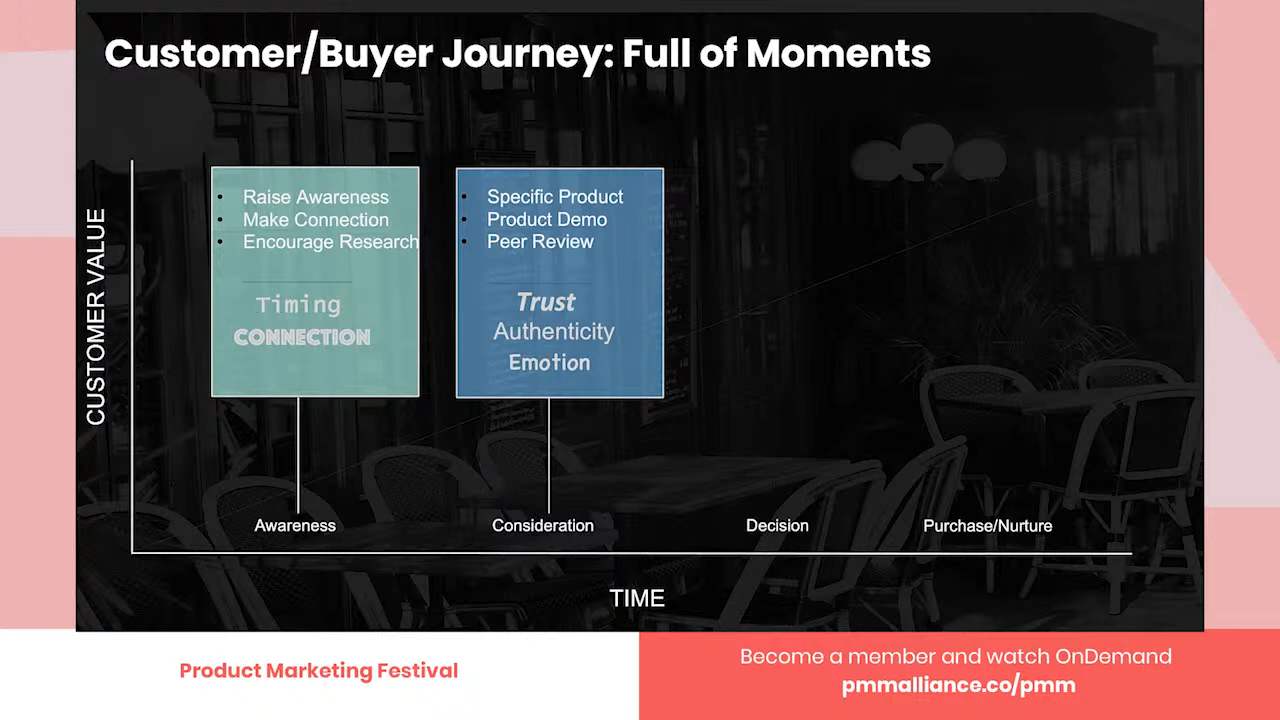 Customer/Buyer Journey: Full of Moments
CUSTOMER VALUE
• Raise Awareness
• Make Connection
• Encourage Research
Timing
CONNECTION
• Specific Product
• Product Demo
• Peer Review
Trust
Authenticity
Emotion
Awareness
Consideration
Decision
Purchase/Nurture
TIME
Product Marketing Festival
Become a member and watch OnDemand
pmmalliance.co/pmm